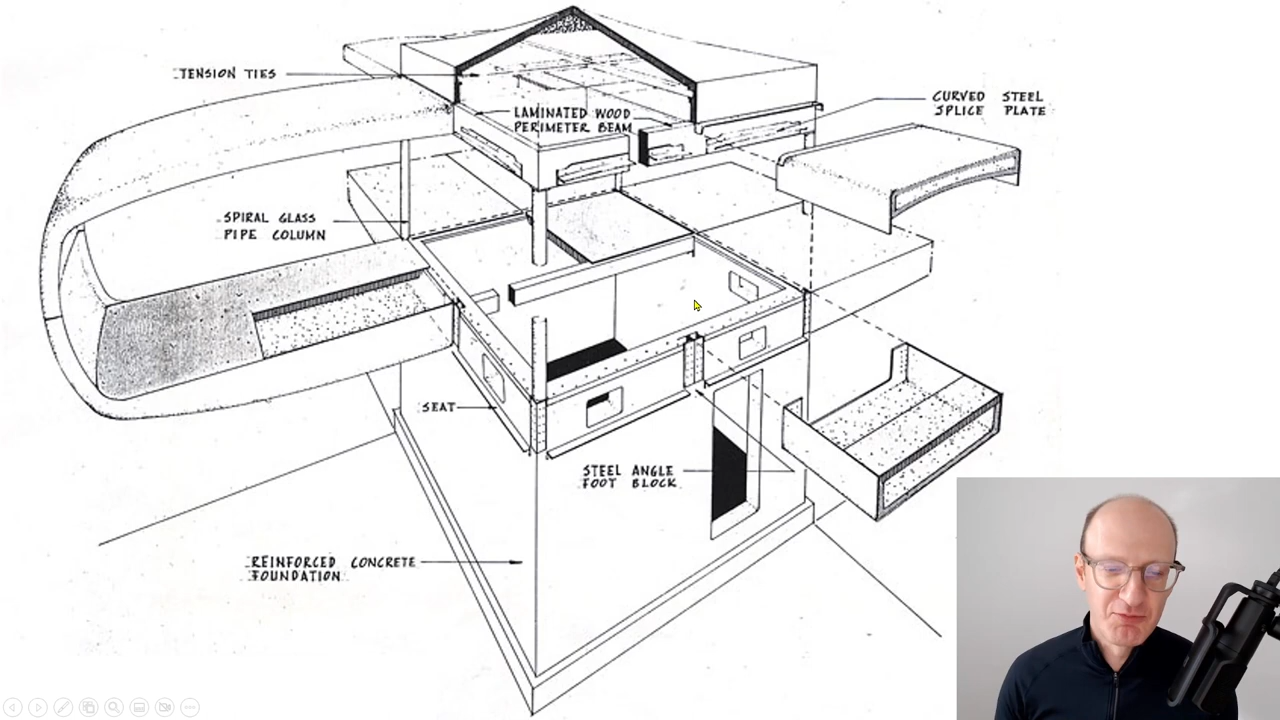 TENSION TIES
LAMINATED WOOD
PERIMETER BEAM
CURVED STEEL
SPLICE PLATE
SPIRAL GLASS
PIPE COLUMN
SEAT
STEEL ANGLE
FOOT BLOCK
REINFORCED CONCRETE
FOUNDATION